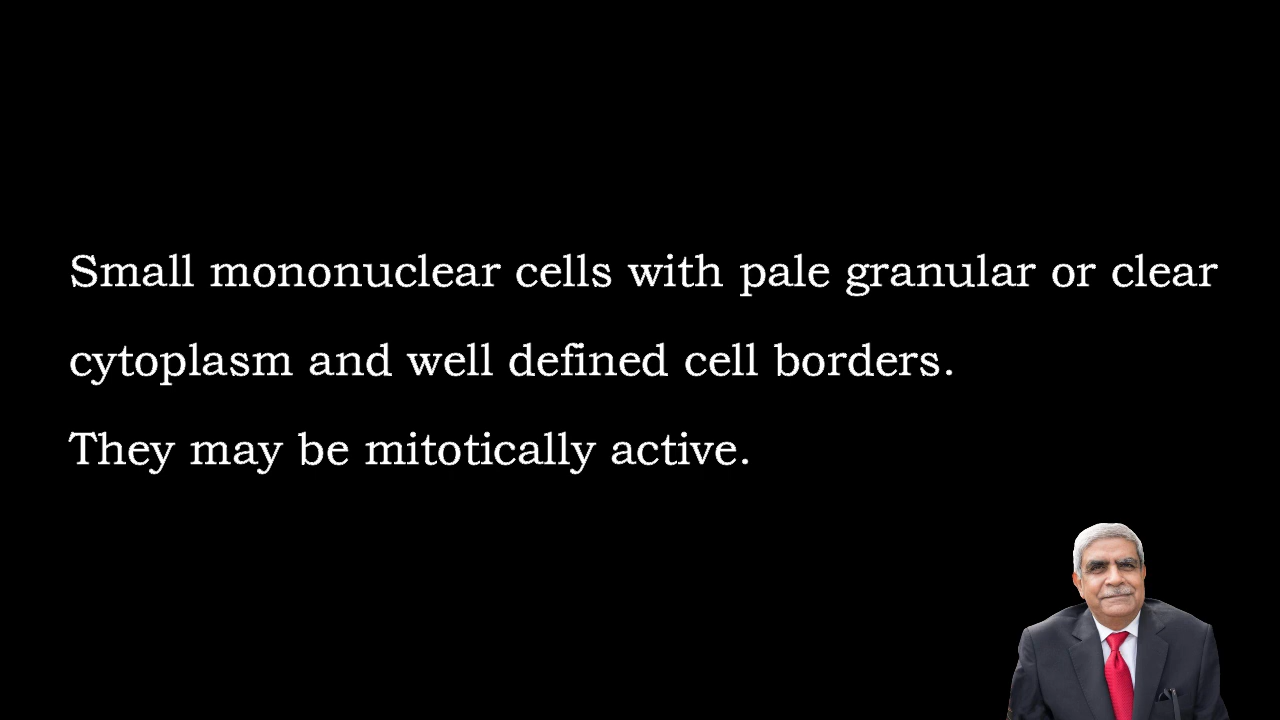 Small mononuclear cells with pale granular or clear
cytoplasm and well defined cell borders.
They may be mitotically active.